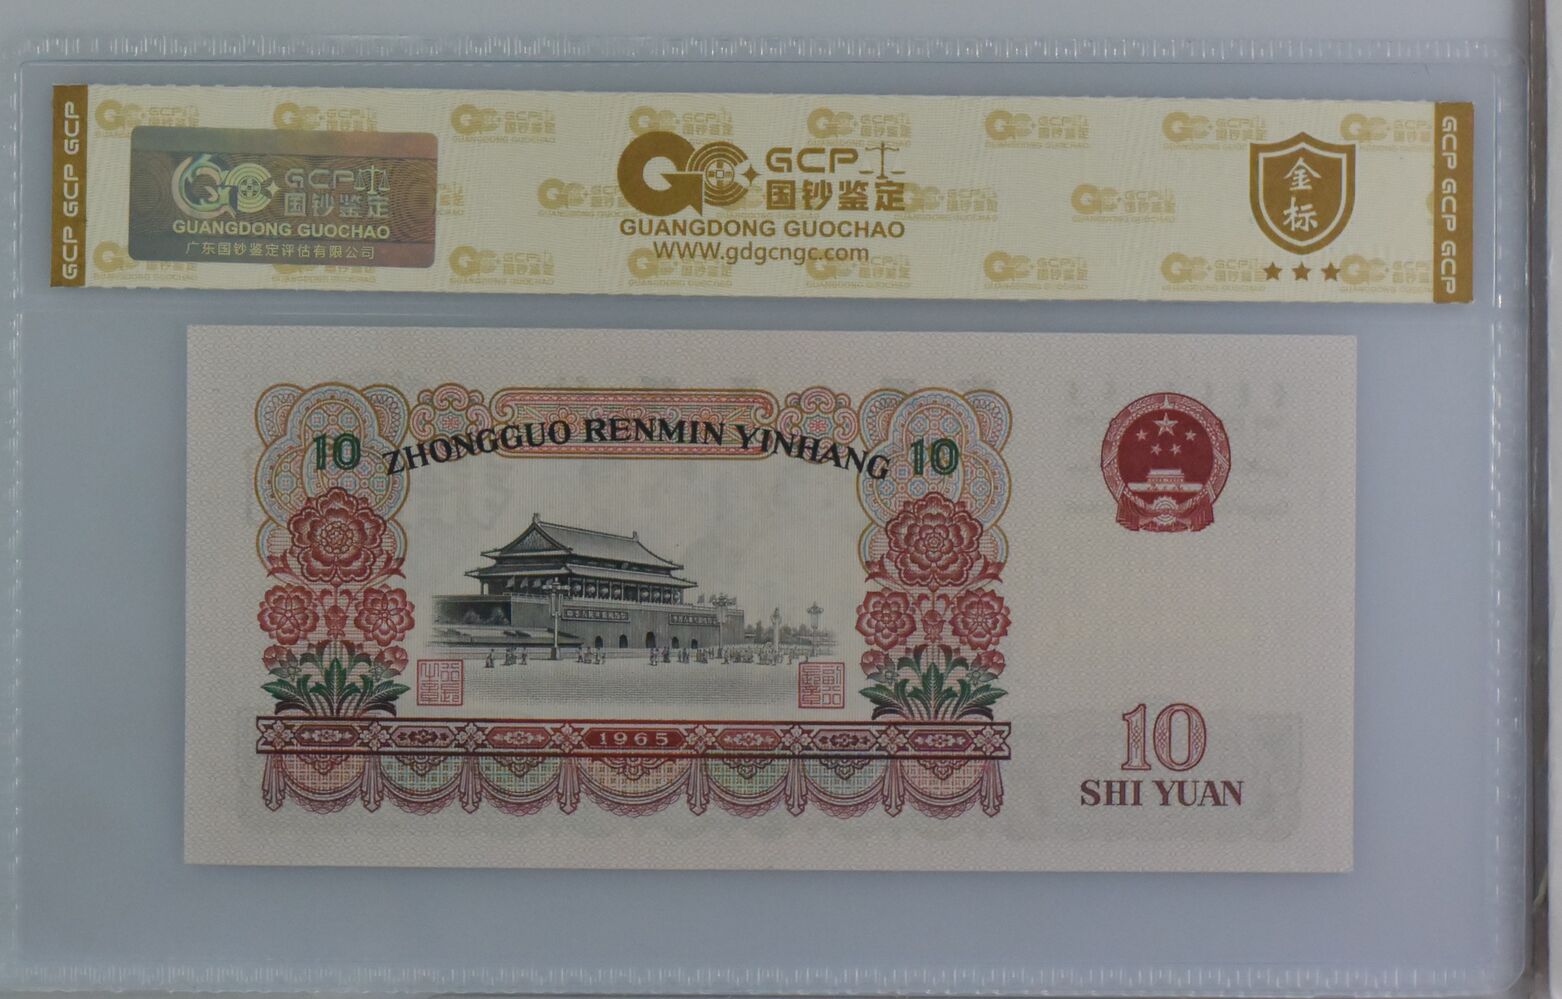 GCP GCP GCP
GCP
国钞鉴定
GUANGDONG GUOCHAO
广东国钞鉴定评估有限公司
GCP
国钞鉴定
GUANGDONG GUOCHAO
WWW.gdgcngc.com
金标
GCP GCP GCP
ZHONGGUO RENMIN YINHANG
10
10
1965
10
SHI YUAN